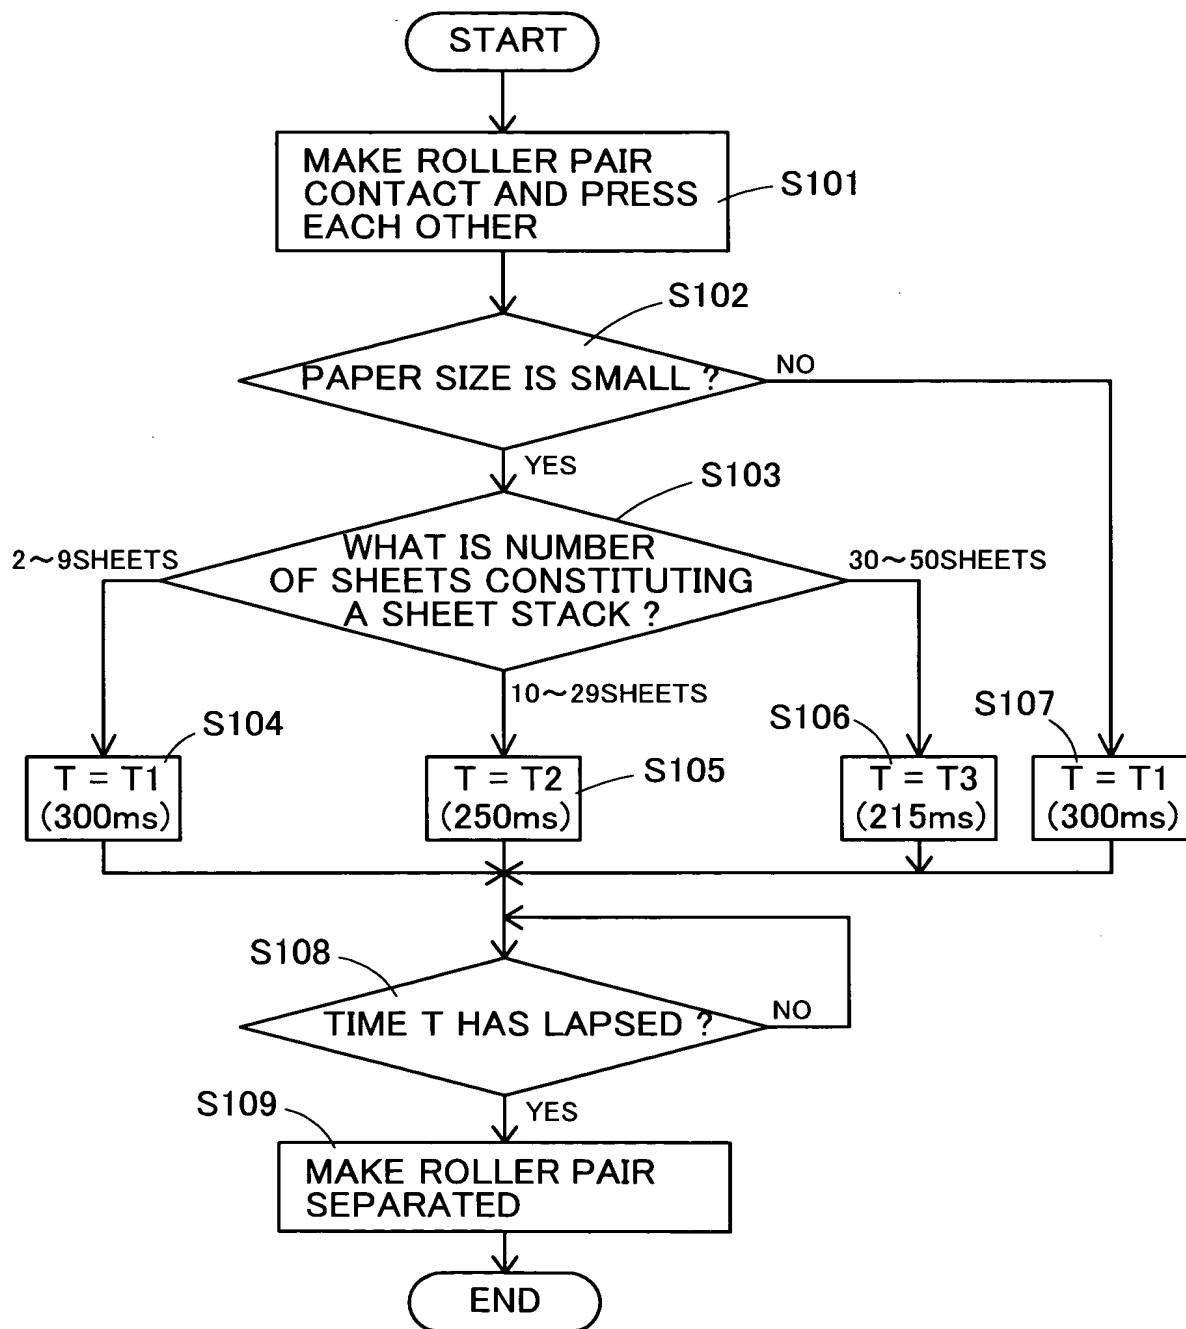 START
MAKE ROLLER PAIR
CONTACT AND PRESS
EACH OTHER
S101
S102
PAPER SIZE IS SMALL ?
NO
YES
S103
WHAT IS NUMBER
OF SHEETS CONSTITUTING
A SHEET STACK ?
2～9SHEETS
30～50SHEETS
10～29SHEETS
S104
T = T1
(300ms)
S105
T = T2
(250ms)
S106
T = T3
(215ms)
S107
T = T1
(300ms)
S108
TIME T HAS LAPSED ?
NO
YES
S109
MAKE ROLLER PAIR
SEPARATED
END